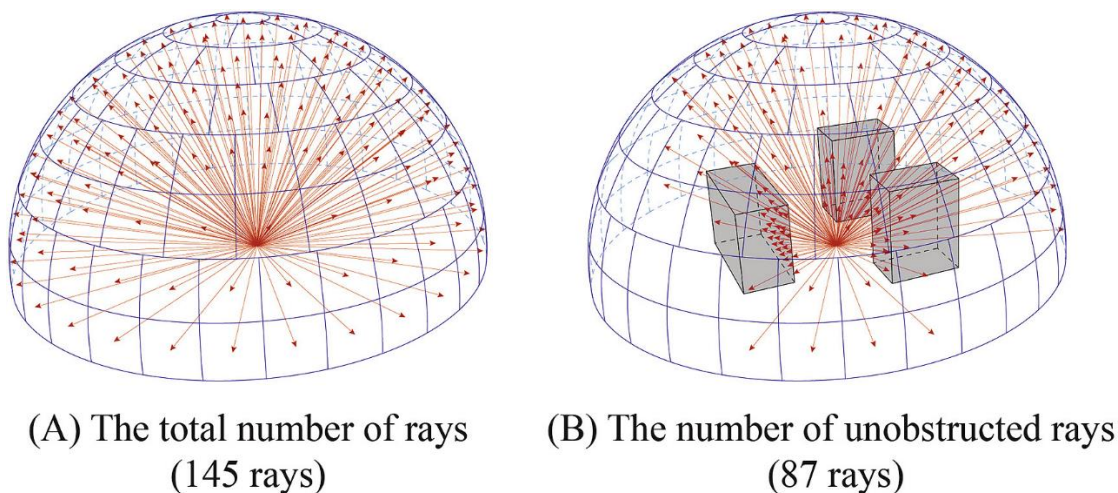 (A) The total number of rays
(145 rays)
(B) The number of unobstructed rays
(87 rays)